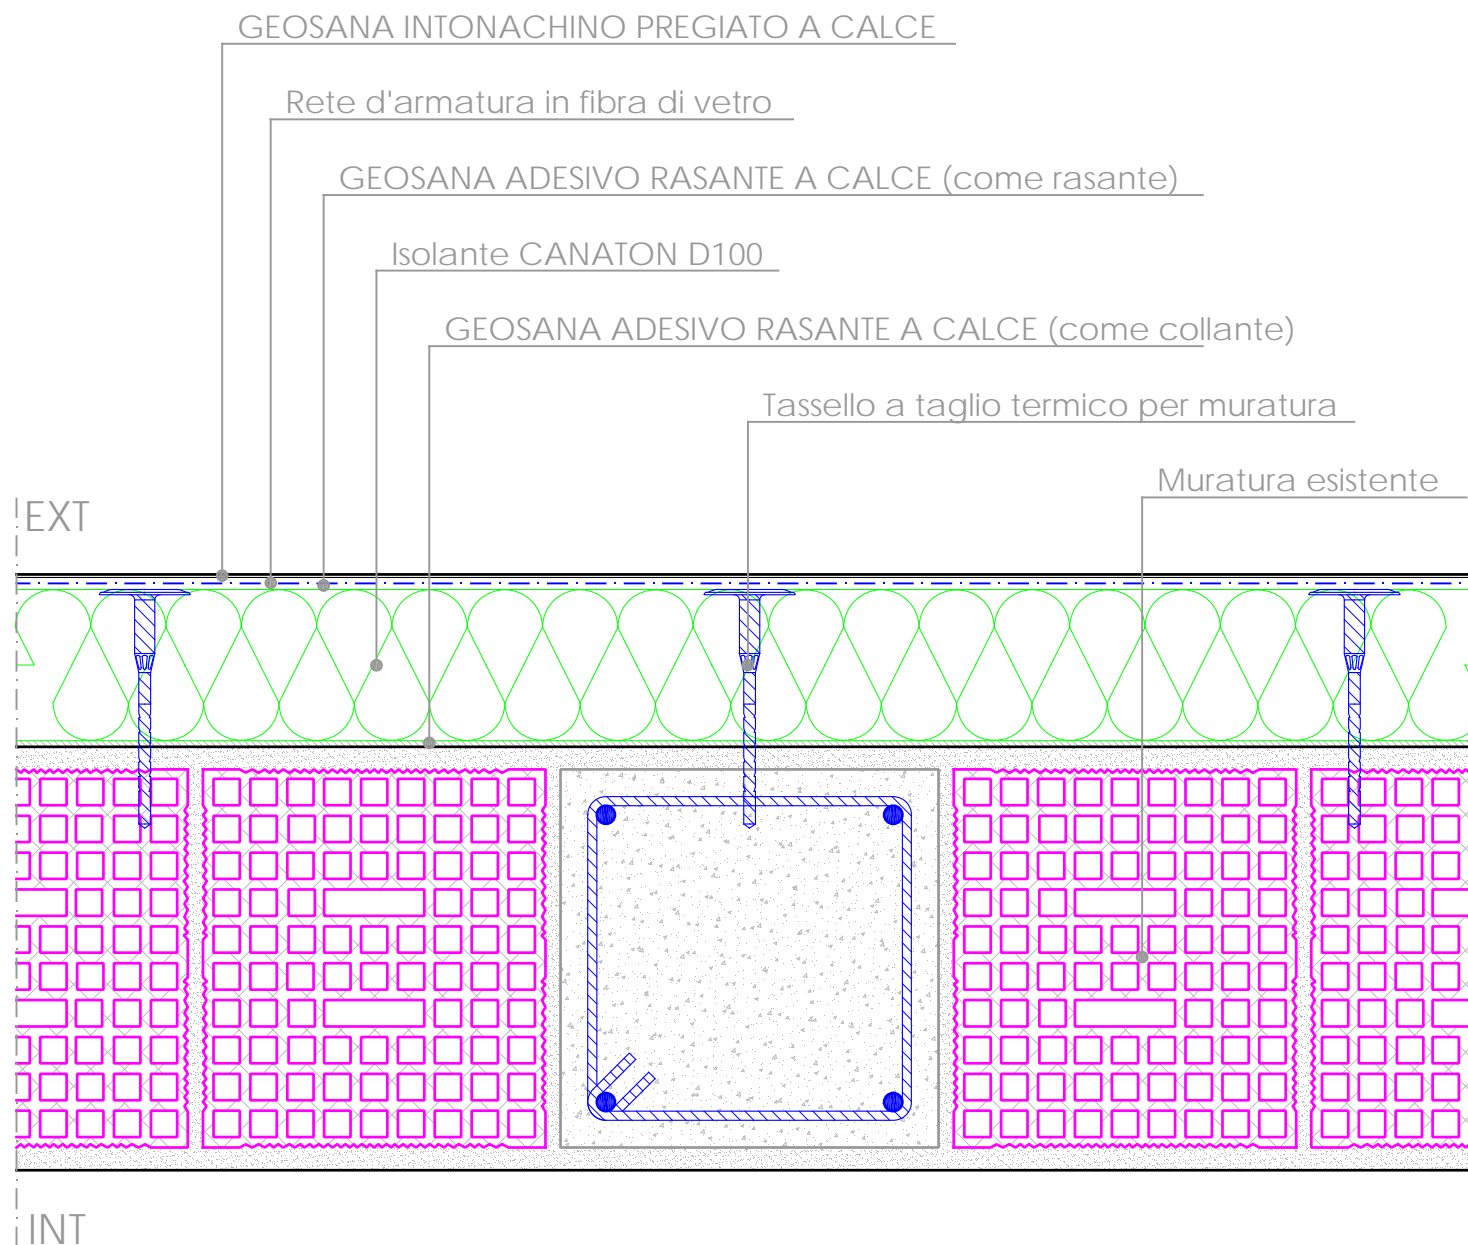 GEOSANA INTONACHINO PREGIATO A CALCE
Rete d'armatura in fibra di vetro
GEOSANA ADESIVO RASANTE A CALCE (come rasante)
Isolante CANATON D100
GEOSANA ADESIVO RASANTE A CALCE (come collante)
Tassello a taglio termico per muratura
Muratura esistente
EXT
INT